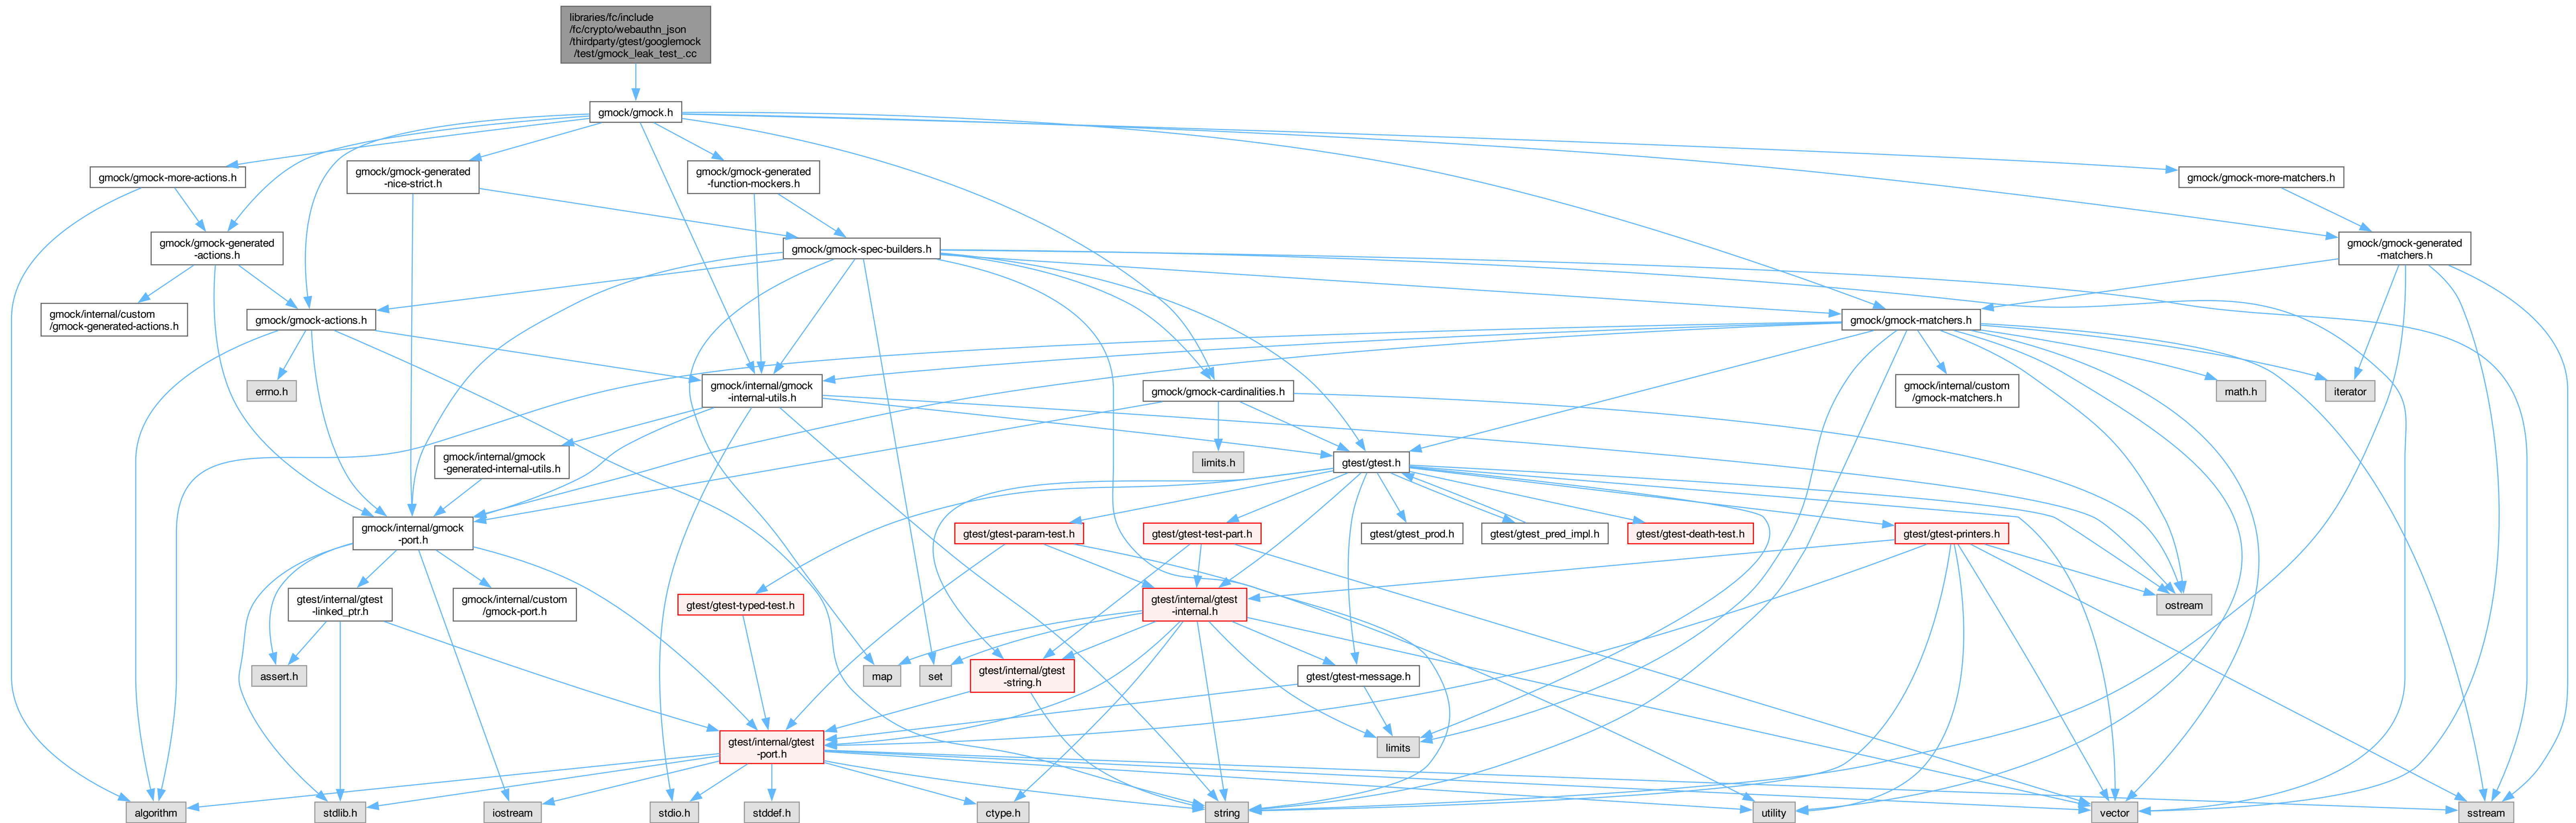 libraries/fc/include
/fc/crypto/webauthn_json
/thirdparty/gtest/googlemock
/test/gmock_leak_test_.cc
gmock/gmock.h
gmock/gmock-more-actions.h
gmock/gmock-generated
-nice-strict.h
gmock/gmock-generated
-function-mockers.h
gmock/gmock-more-matchers.h
gmock/gmock-generated
-actions.h
gmock/gmock-spec-builders.h
gmock/gmock-generated
-matchers.h
gmock/internal/custom
/gmock-generated-actions.h
gmock/gmock-actions.h
gmock/gmock-matchers.h
errno.h
gmock/internal/gmock
-internal-utils.h
gmock/gmock-cardinalities.h
gmock/internal/custom
/gmock-matchers.h
math.h
iterator
gmock/internal/gmock
-generated-internal-utils.h
limits.h
gtest/gtest.h
gmock/internal/gmock
-port.h
gtest/gtest-param-test.h
gtest/gtest-test-part.h
gtest/gtest_prod.h
gtest/gtest_pred_impl.h
gtest/gtest-death-test.h
gtest/gtest-printers.h
gtest/internal/gtest
-linked_ptr.h
gmock/internal/custom
/gmock-port.h
gtest/gtest-typed-test.h
gtest/internal/gtest
-internal.h
ostream
assert.h
map
set
gtest/internal/gtest
-string.h
gtest/gtest-message.h
gtest/internal/gtest
-port.h
limits
algorithm
stdlib.h
iostream
stdio.h
stddef.h
ctype.h
string
utility
vector
sstream